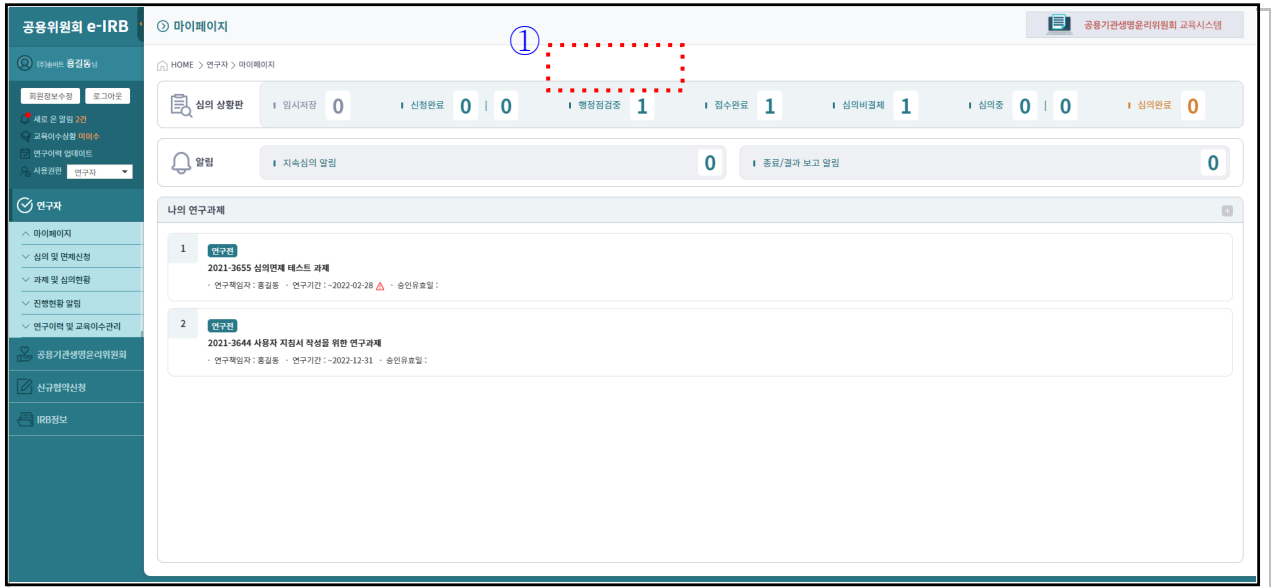 공용위원회 e-IRB
마이페이지
공용기관생명윤리위원회 교육시스템
①
(주)솔비트 홍길동님
HOME > 연구자 > 마이페이지
회원정보수정 로그아웃
새로 온 알림 2건
교육이수상황 미이수
연구이력 업데이트
사용권한 연구자
심의 상황판 임시저장 0 신청완료 0 | 0 행정점검중 1 접수완료 1 심의비결제 1 심의중 0 | 0 심의완료 0
알림 지속심의 알림 0 종료/결과 보고 알림 0
연구자
마이페이지
심의 및 면제신청
과제 및 심의현황
진행현황 알림
연구이력 및 교육이수관리
공용기관생명윤리위원회
신규협약신청
IRB정보
나의 연구과제
1 연구전
2021-3655 심의면제 테스트 과제
· 연구책임자 : 홍길동 · 연구기간 : ~2022-02-28 · 승인유효일 :
2 연구전
2021-3644 사용자 지침서 작성을 위한 연구과제
· 연구책임자 : 홍길동 · 연구기간 : ~2022-12-31 · 승인유효일 :